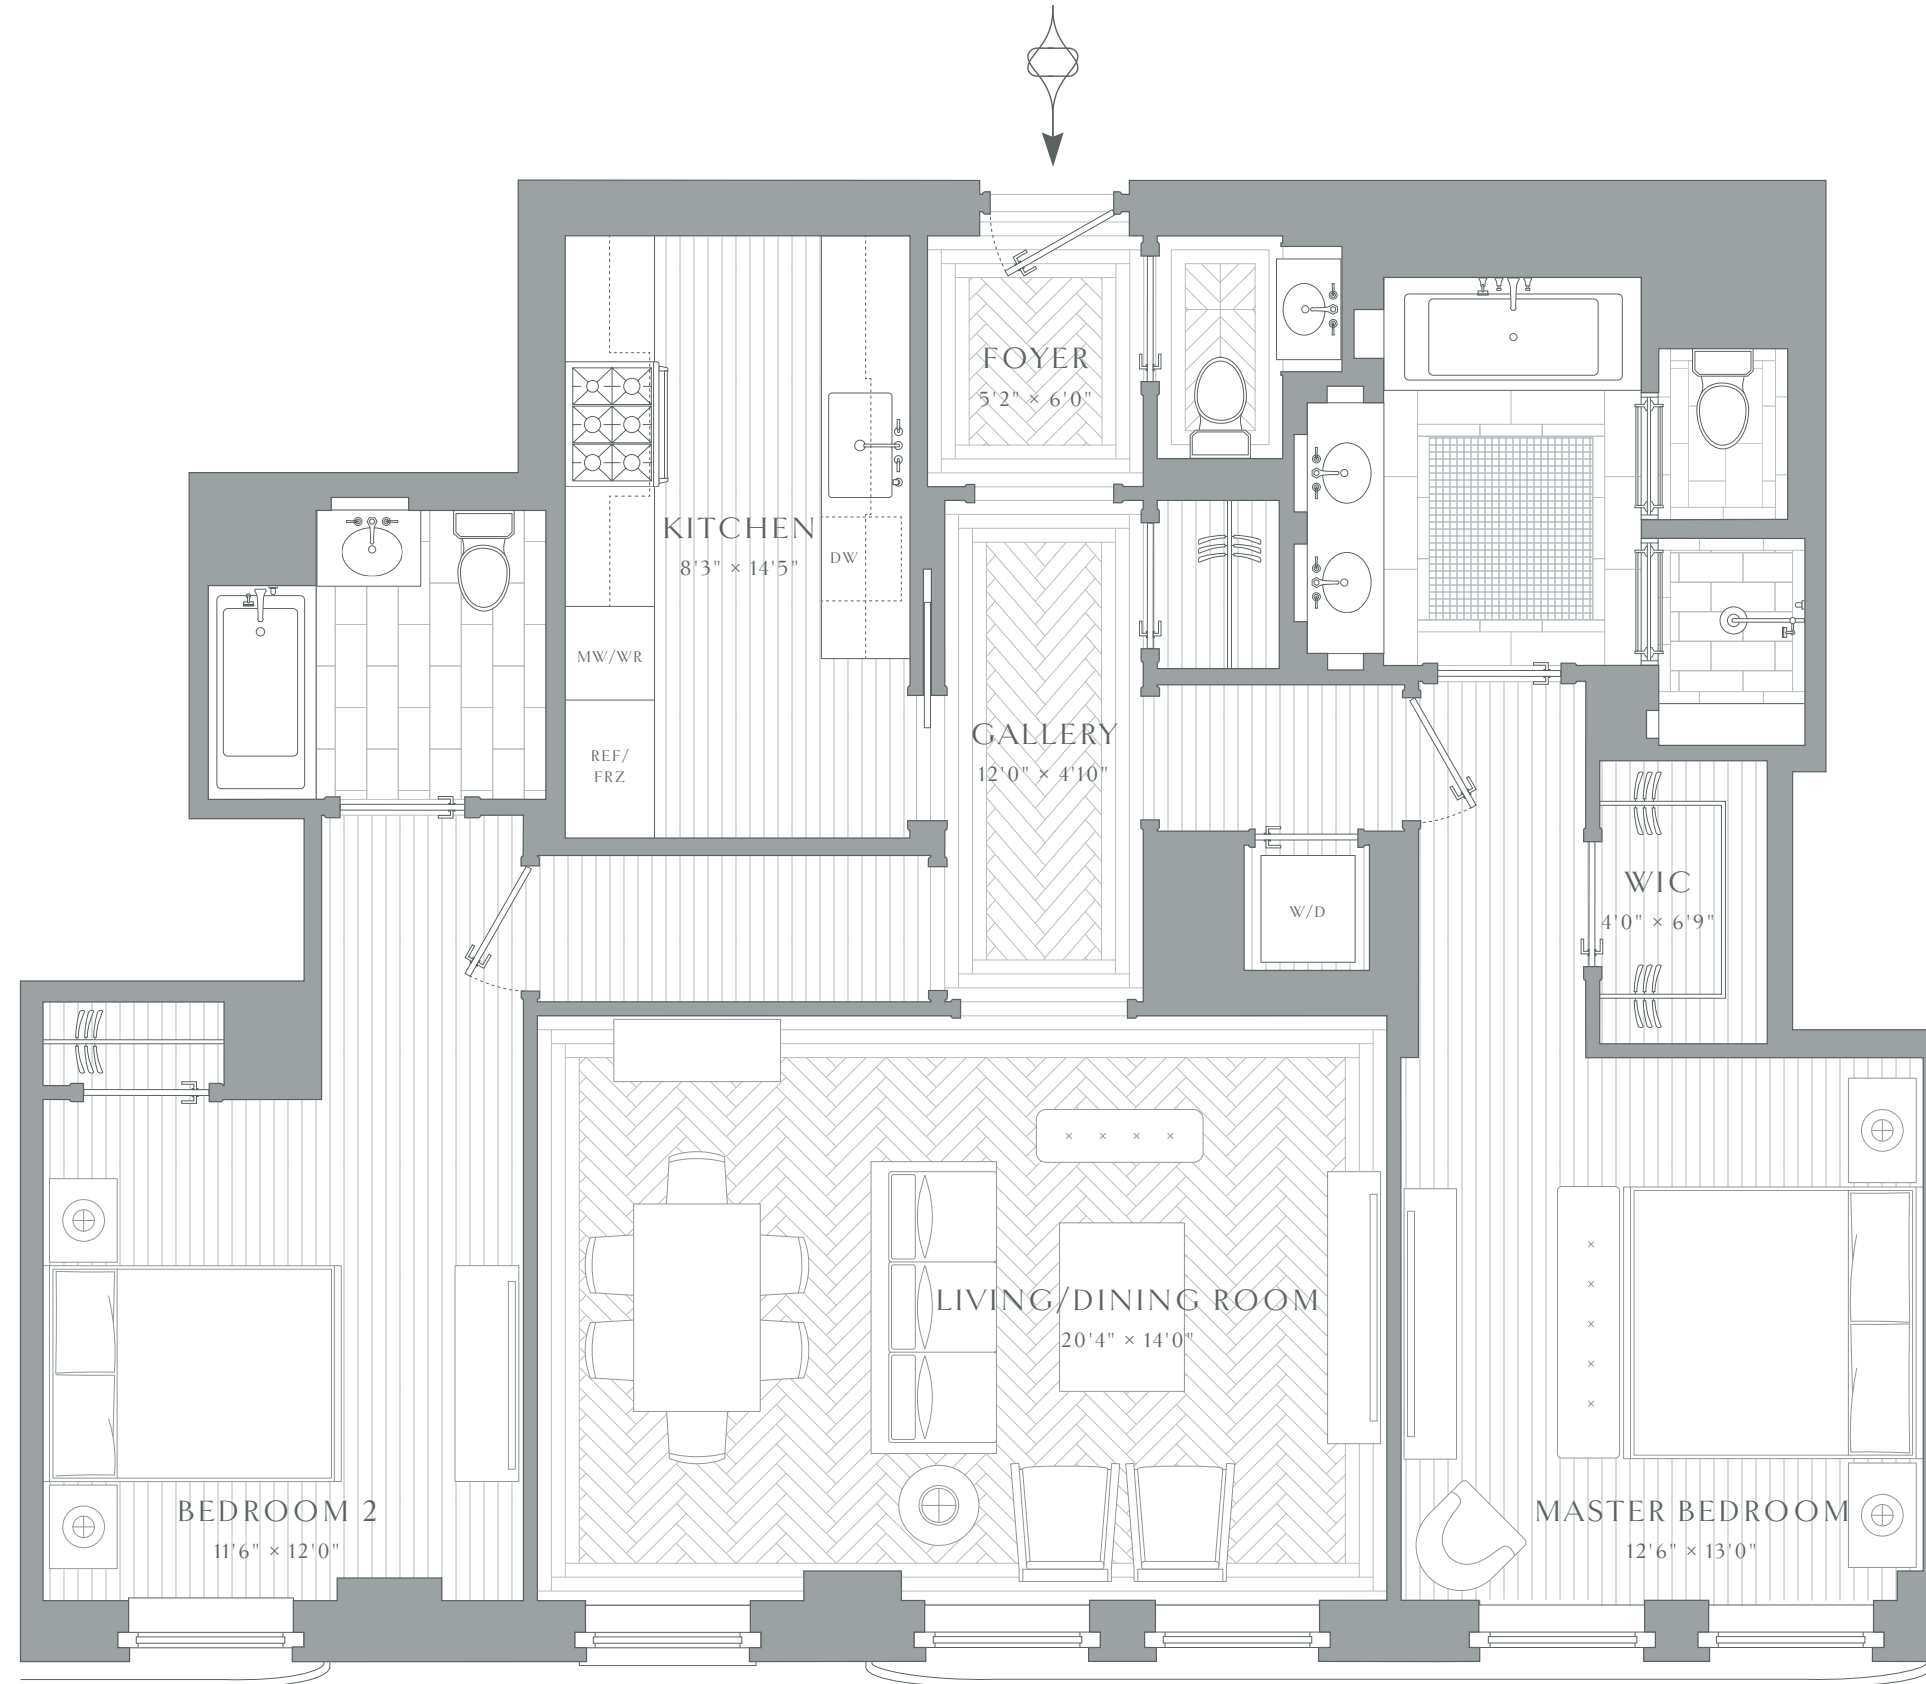 FOYER
5'2" × 6'0"
KITCHEN
8'3" × 14'5"
DW
MW/WR
REF/
FRZ
GALLERY
12'0" × 4'10"
WIC
4'0" × 6'9"
W/D
LIVING/DINING ROOM
20'4" × 14'0"
BEDROOM 2
11'6" × 12'0"
MASTER BEDROOM
12'6" × 13'0"